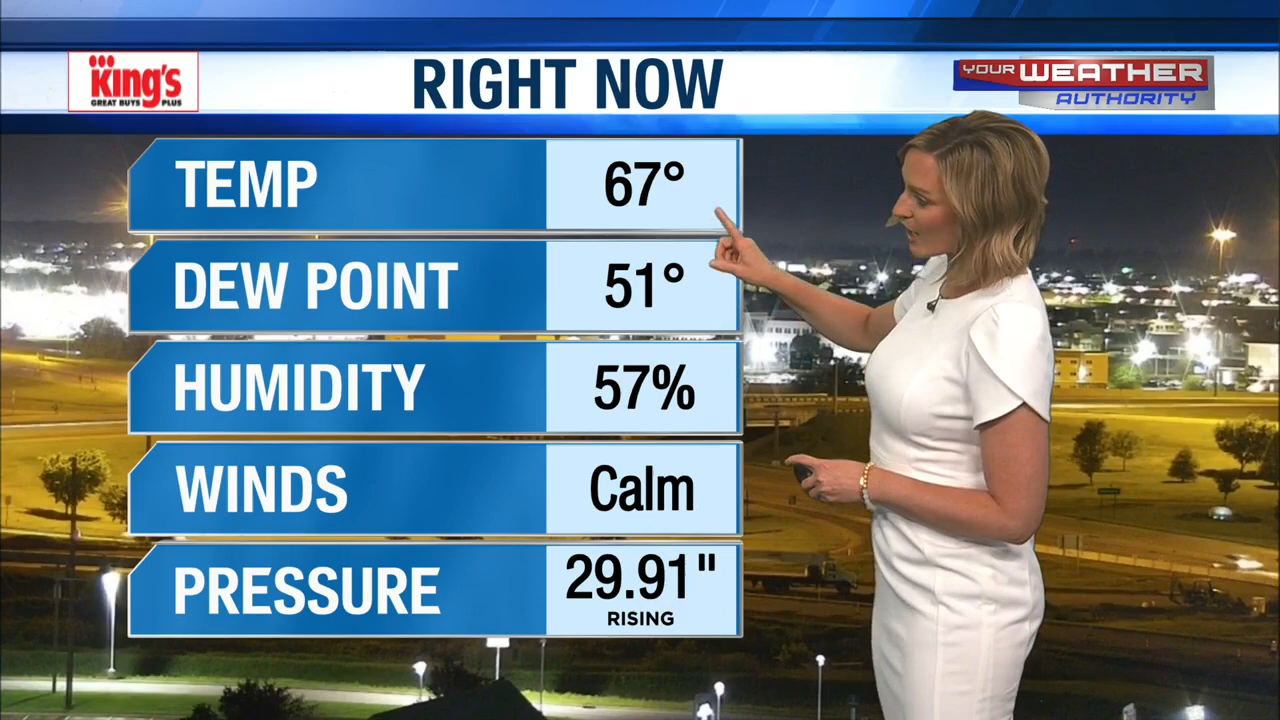 King's
GREAT BUYS PLUS
RIGHT NOW
YOUR WEATHER
AUTHORITY
TEMP 67°
DEW POINT 51°
HUMIDITY 57%
WINDS Calm
PRESSURE 29.91"
RISING